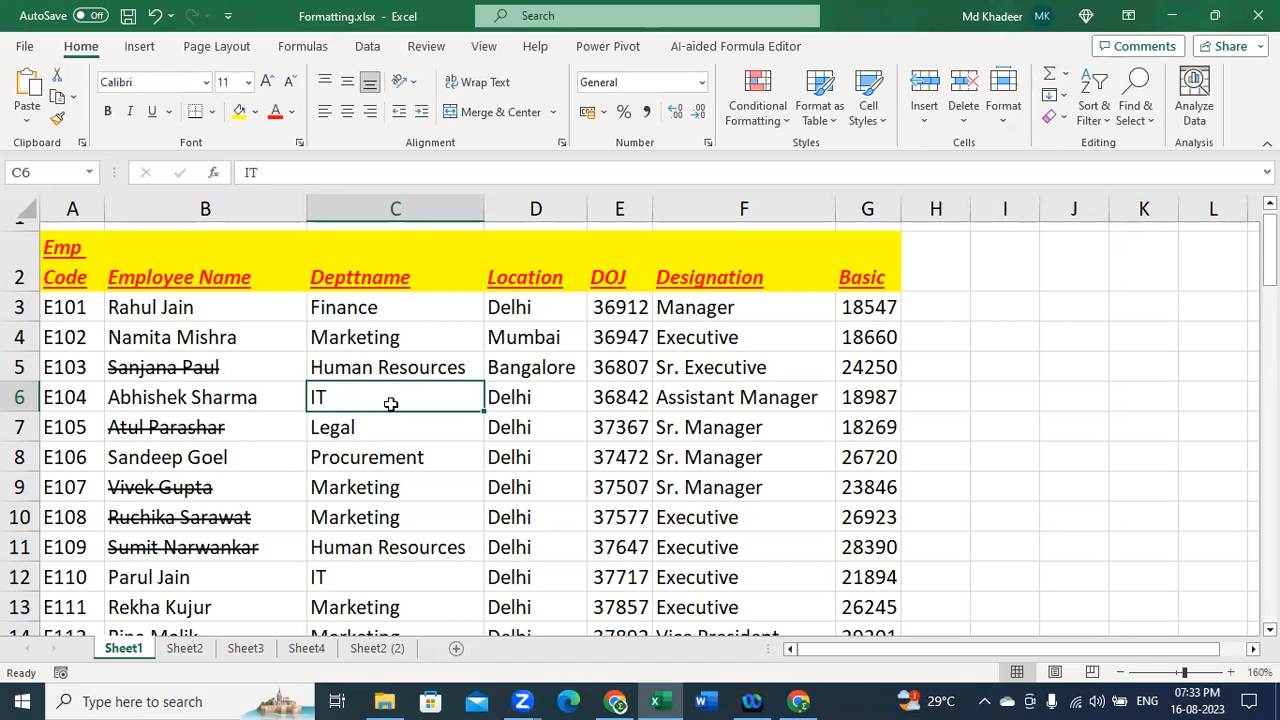 AutoSave Off Formatting.xlsx - Excel Search Md Khadeer MK
File Home Insert Page Layout Formulas Data Review View Help Power Pivot AI-aided Formula Editor Comments Share
Paste Calibri 11 Wrap Text General Conditional Formatting Format as Table Cell Styles Insert Delete Format Sort & Filter Find & Select Analyze Data
B I U Merge & Center
Clipboard Font Alignment Number Styles Cells Editing Analysis
C6 fx IT
A B C D E F G H I J K L
2 Emp Code Employee Name Depttname Location DOJ Designation Basic
3 E101 Rahul Jain Finance Delhi 36912 Manager 18547
4 E102 Namita Mishra Marketing Mumbai 36947 Executive 18660
5 E103 Sanjana Paul Human Resources Bangalore 36807 Sr. Executive 24250
6 E104 Abhishek Sharma IT Delhi 36842 Assistant Manager 18987
7 E105 Atul Parashar Legal Delhi 37367 Sr. Manager 18269
8 E106 Sandeep Goel Procurement Delhi 37472 Sr. Manager 26720
9 E107 Vivek Gupta Marketing Delhi 37507 Sr. Manager 23846
10 E108 Ruchika Sarawat Marketing Delhi 37577 Executive 26923
11 E109 Sumit Narwankar Human Resources Delhi 37647 Executive 28390
12 E110 Parul Jain IT Delhi 37717 Executive 21894
13 E111 Rekha Kujur Marketing Delhi 37857 Executive 26245
Sheet1 Sheet2 Sheet3 Sheet4 Sheet2 (2)
Ready 160%
Type here to search 29°C ENG 07:33 PM
16-08-2023